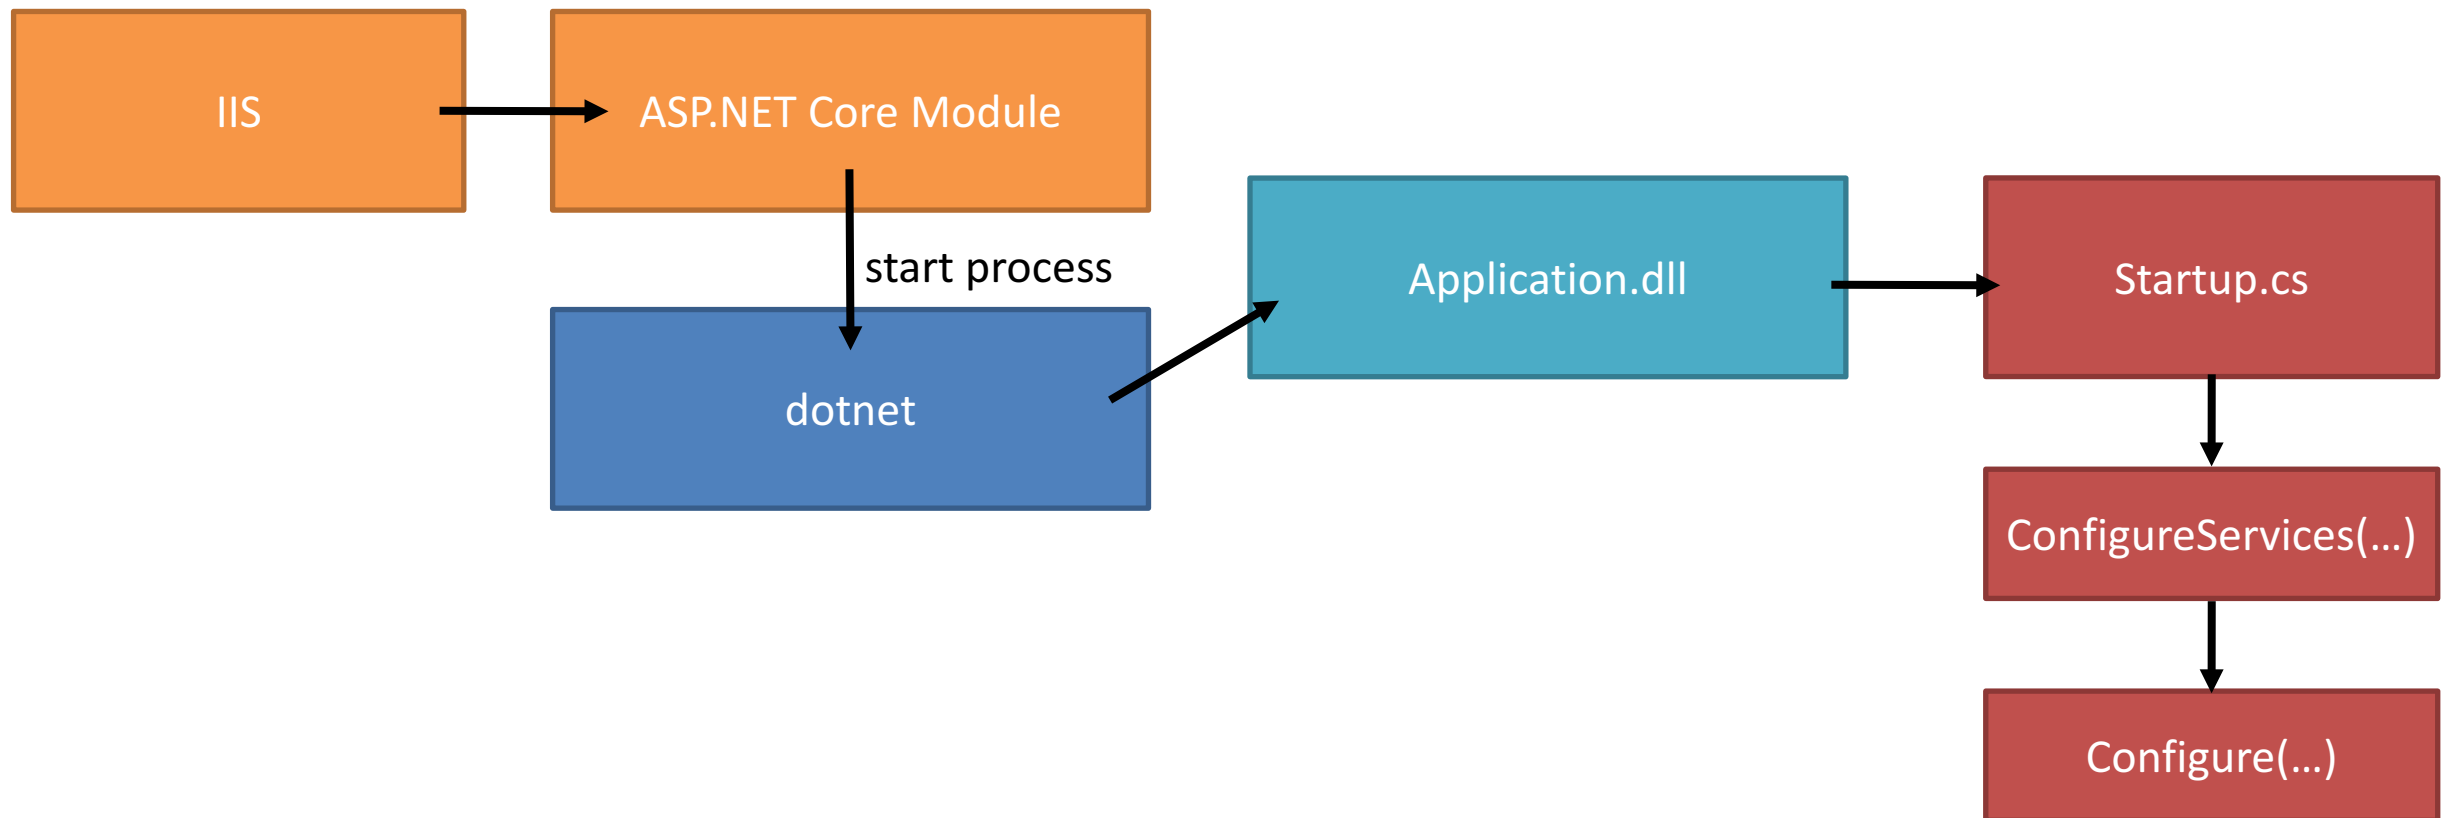 IIS
ASP.NET Core Module
start process
dotnet
Application.dll
Startup.cs
ConfigureServices(…)
Configure(…)